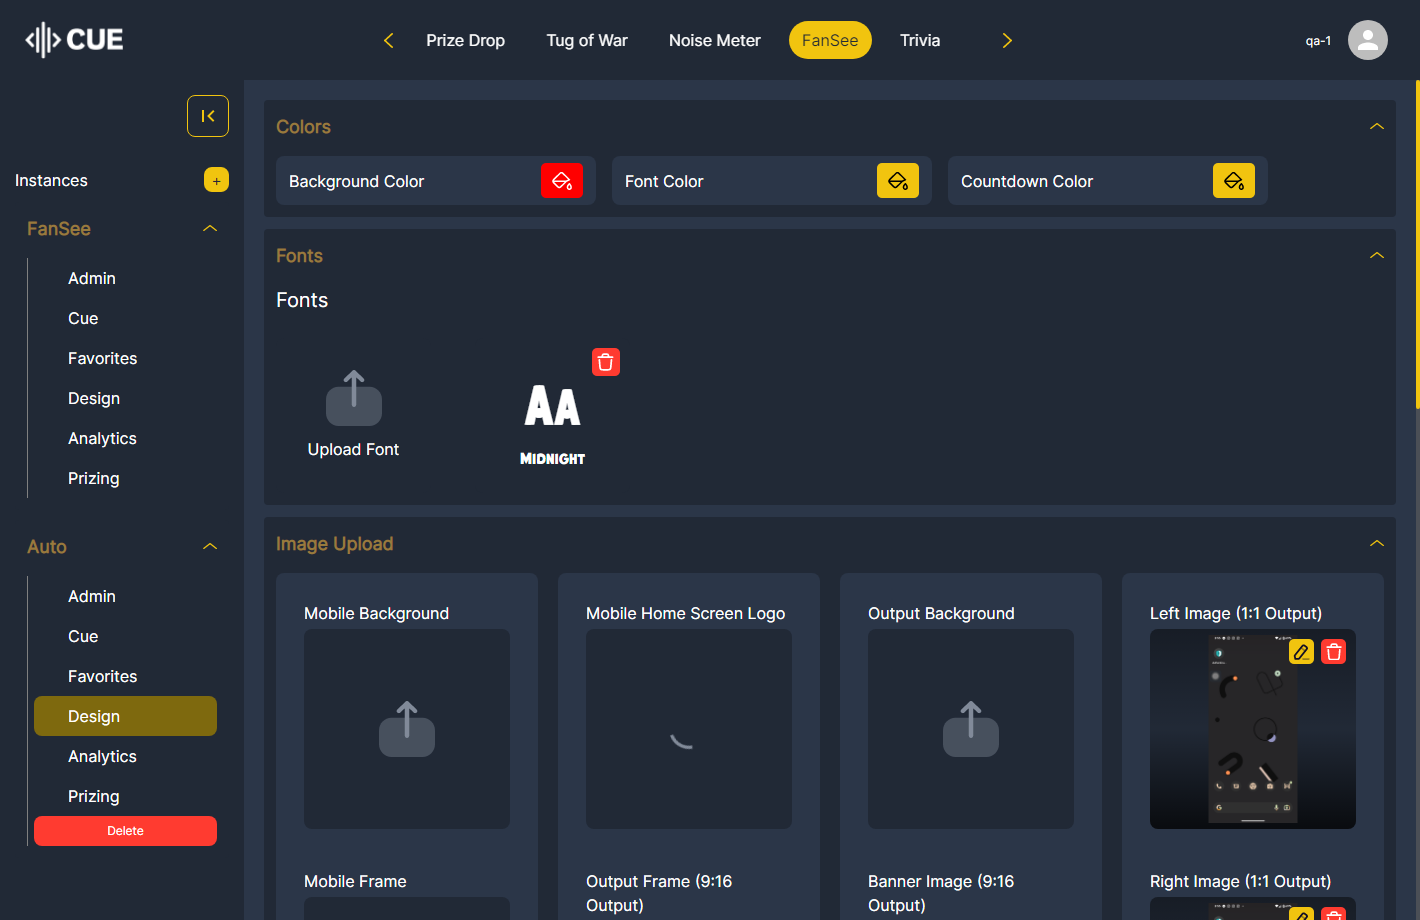 CUE
Prize Drop
Tug of War
Noise Meter
FanSee
Trivia
qa-1
Instances
+
FanSee
Admin
Cue
Favorites
Design
Analytics
Prizing
Auto
Admin
Cue
Favorites
Design
Analytics
Prizing
Delete
Colors
Background Color
Font Color
Countdown Color
Fonts
Fonts
Upload Font
AA
MIDNIGHT
Image Upload
Mobile Background
Mobile Home Screen Logo
Output Background
Left Image (1:1 Output)
Mobile Frame
Output Frame (9:16
Output)
Banner Image (9:16
Output)
Right Image (1:1 Output)